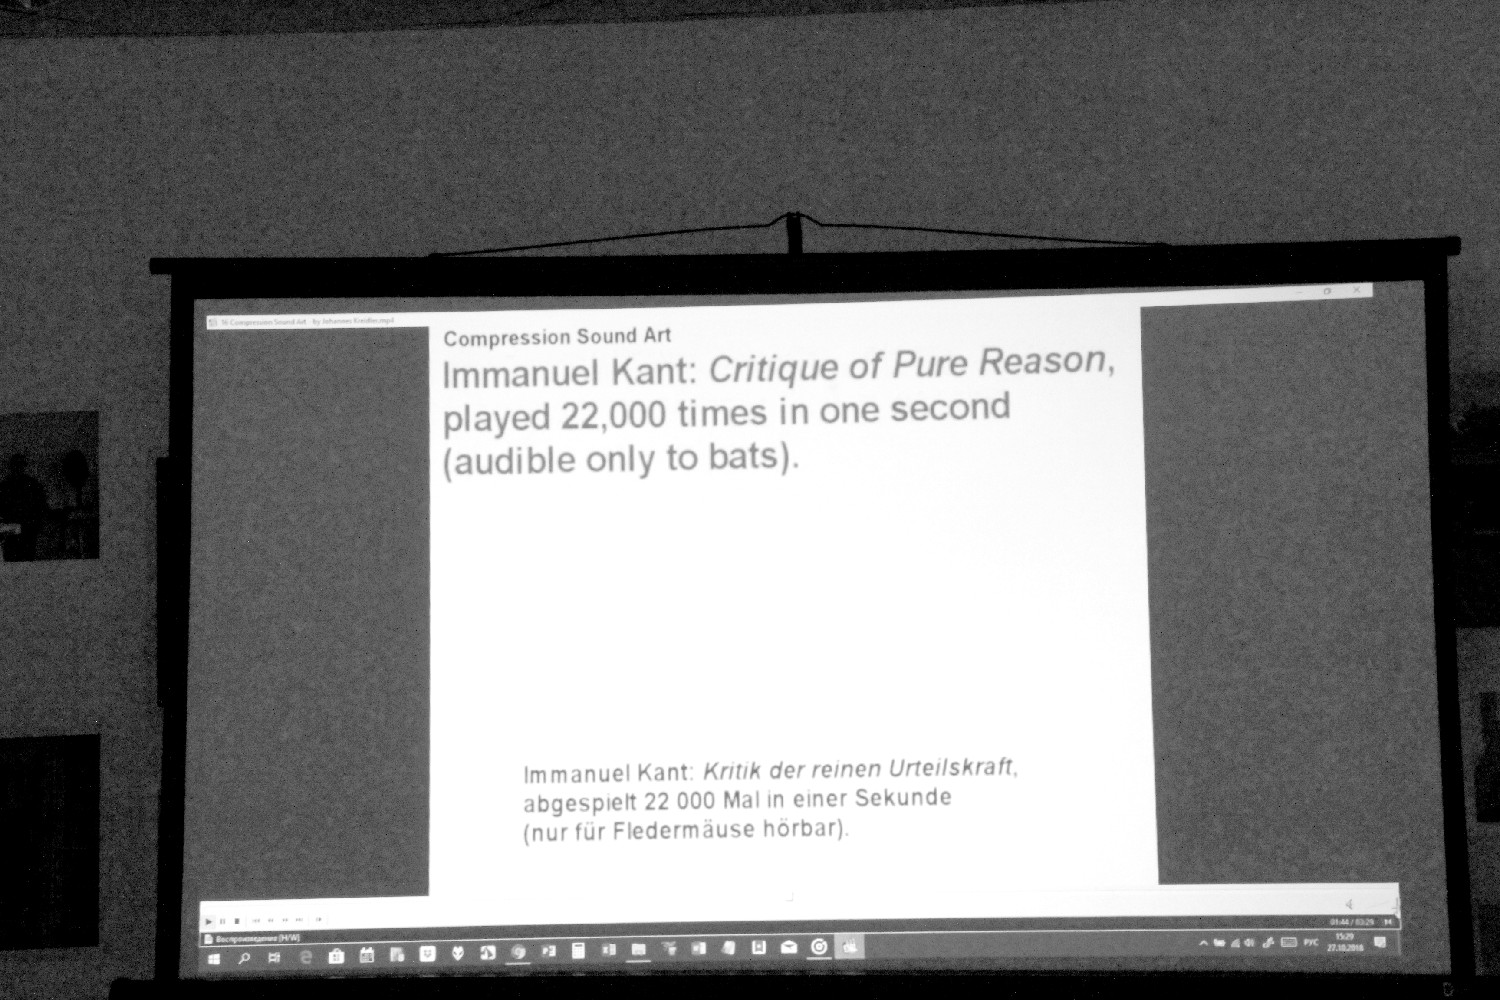 16 Compression Sound Art - by Johannes Kreidler.mp4
Compression Sound Art
Immanuel Kant: Critique of Pure Reason,
played 22,000 times in one second
(audible only to bats).
Immanuel Kant: Kritik der reinen Urteilskraft,
abgespielt 22 000 Mal in einer Sekunde
(nur für Fledermäuse hörbar).
01:44 / 03:29
Воспроизведение [H/W]
РУС
15:29
27.10.2018